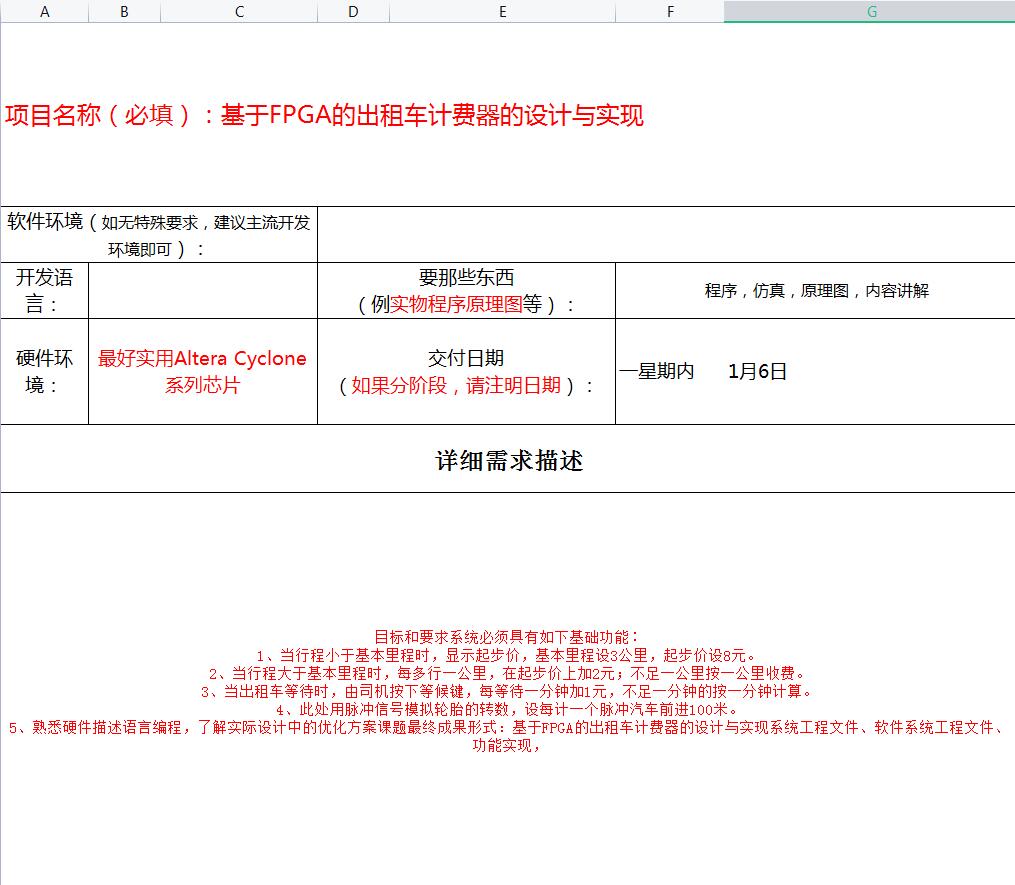 A B C D E F G
项目名称（必填）：基于FPGA的出租车计费器的设计与实现
软件环境（如无特殊要求，建议主流开发
环境即可）：
开发语
言：
要那些东西
（例实物程序原理图等）：
程序，仿真，原理图，内容讲解
硬件环
境：
最好实用Altera Cyclone
系列芯片
交付日期
（如果分阶段，请注明日期）：
一星期内 1月6日
详细需求描述
目标和要求系统必须具有如下基础功能：
1、当行程小于基本里程时，显示起步价，基本里程设3公里，起步价设8元。
2、当行程大于基本里程时，每多行一公里，在起步价上加2元；不足一公里按一公里收费。
3、当出租车等待时，由司机按下等候键，每等待一分钟加1元，不足一分钟的按一分钟计算。
4、此处用脉冲信号模拟轮胎的转数，设每计一个脉冲汽车前进100米。
5、熟悉硬件描述语言编程，了解实际设计中的优化方案课题最终成果形式：基于FPGA的出租车计费器的设计与实现系统工程文件、软件系统工程文件、
功能实现，